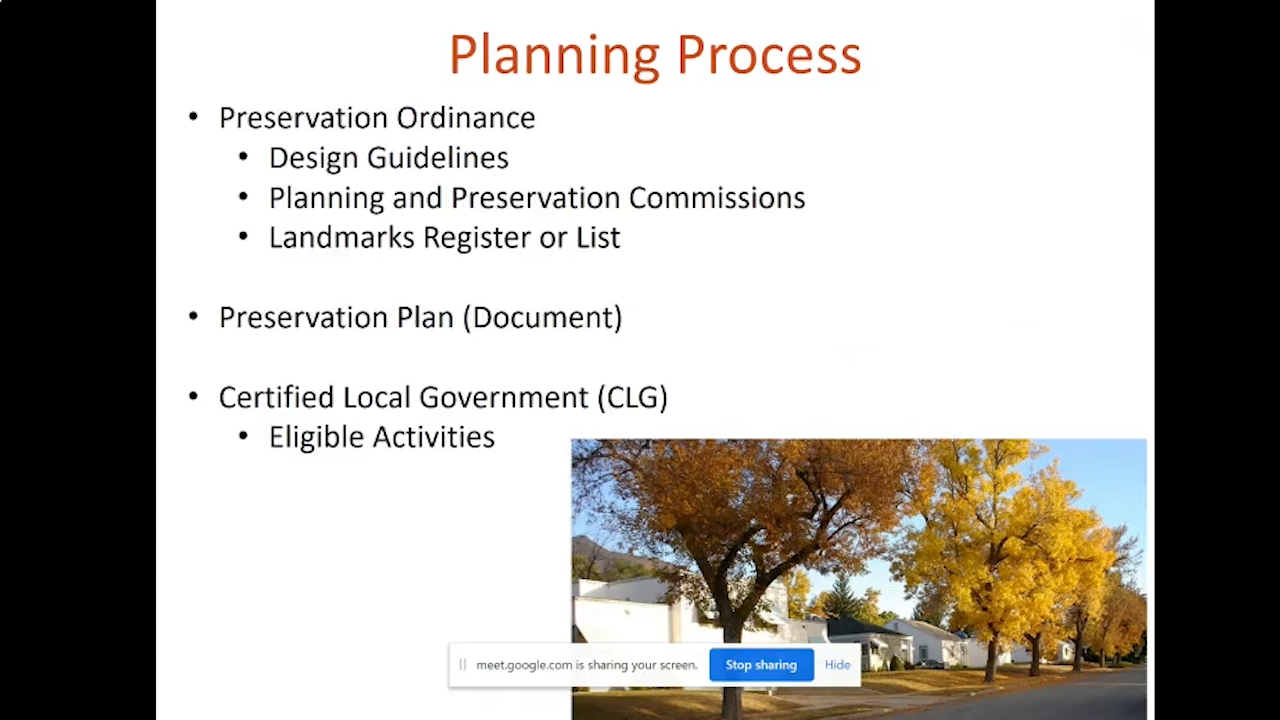 Planning Process
• Preservation Ordinance
• Design Guidelines
• Planning and Preservation Commissions
• Landmarks Register or List
• Preservation Plan (Document)
• Certified Local Government (CLG)
• Eligible Activities
meet.google.com is sharing your screen. Stop sharing Hide